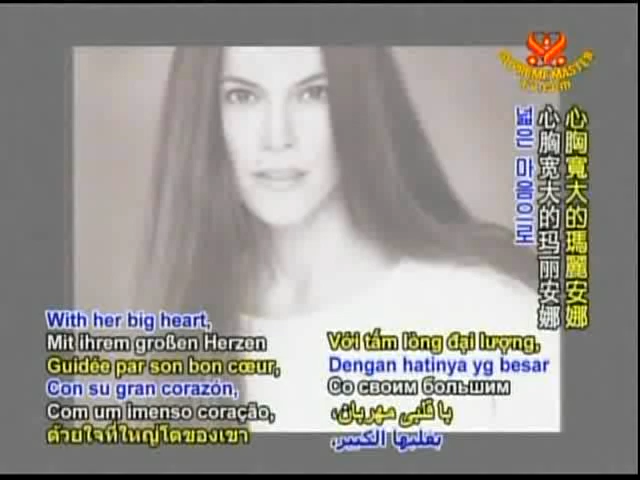 SUPREME MASTER
心胸寬大的瑪麗安娜
心胸宽大的玛丽安娜
넓은 마음으로
With her big heart,
Mit ihrem großen Herzen
Guidée par son bon cœur,
Con su gran corazón,
Com um imenso coração,
ด้วยใจที่ใหญ่โตของเขา
Với tấm lòng đại lượng,
Dengan hatinya yg besar
Со своим большим
با قلبی مهربان،
بقلبها الكبير،